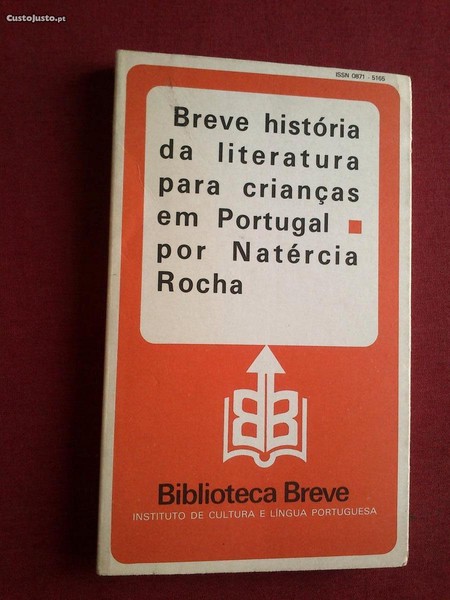 CustoJusto.pt
ISSN 0871 - 5165
Breve história
da literatura
para crianças
em Portugal ■
por Natércia
Rocha
BB
Biblioteca Breve
INSTITUTO DE CULTURA E LÍNGUA PORTUGUESA